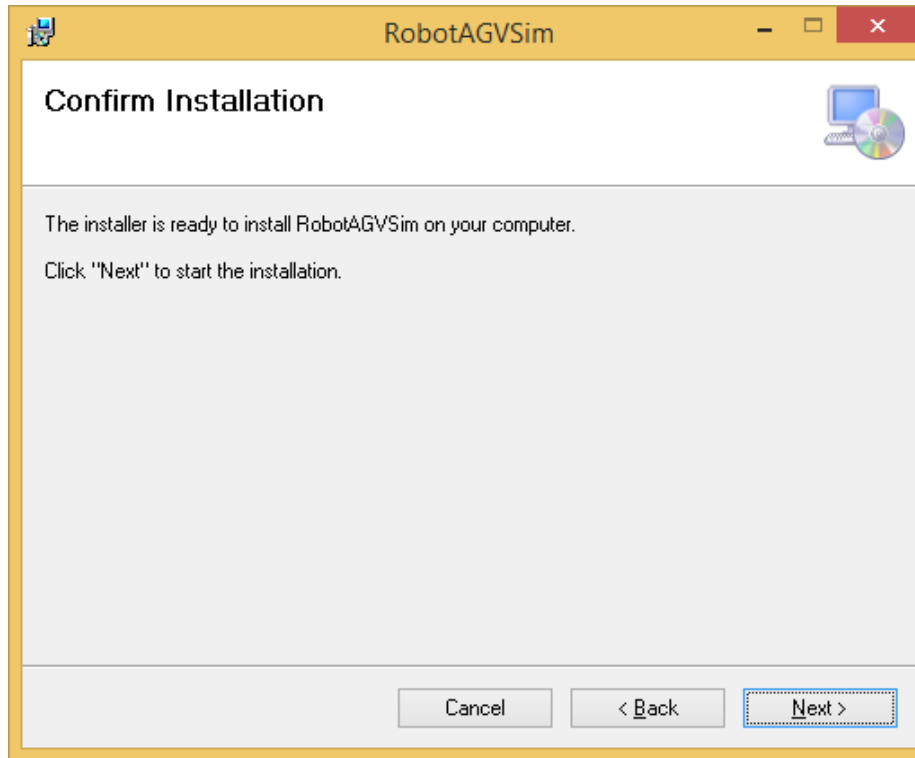 RobotAGVSim
Confirm Installation
The installer is ready to install RobotAGVSim on your computer.
Click "Next" to start the installation.
Cancel
< Back
Next >